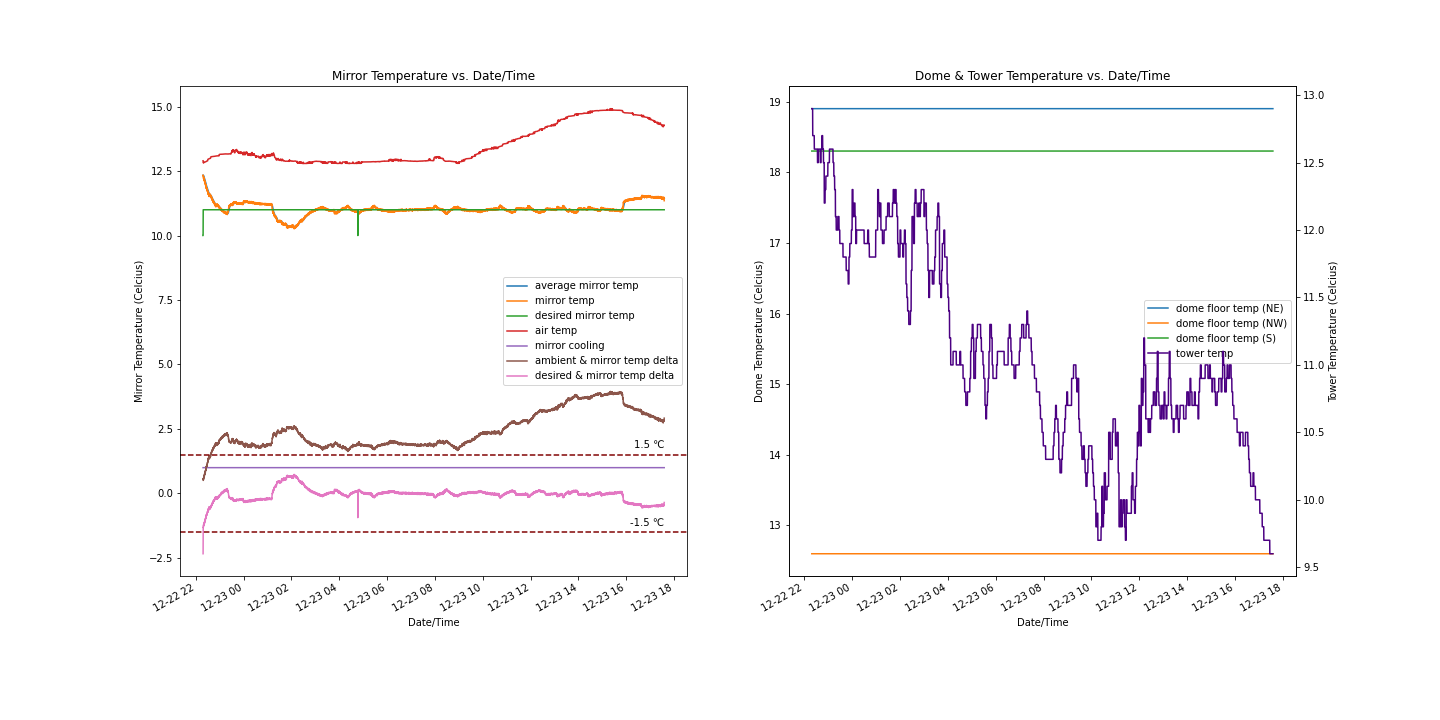 Mirror Temperature vs. Date/Time
Mirror Temperature (Celcius)
15.0
12.5
10.0
7.5
5.0
2.5
0.0
−2.5
average mirror temp
mirror temp
desired mirror temp
air temp
mirror cooling
ambient & mirror temp delta
desired & mirror temp delta
1.5 ℃
-1.5 ℃
12-22 22
12-23 00
12-23 02
12-23 04
12-23 06
12-23 08
12-23 10
12-23 12
12-23 14
12-23 16
12-23 18
Date/Time
Dome & Tower Temperature vs. Date/Time
Dome Temperature (Celcius)
19
18
17
16
15
14
13
dome floor temp (NE)
dome floor temp (NW)
dome floor temp (S)
tower temp
13.0
12.5
12.0
11.5
11.0
10.5
10.0
9.5
Tower Temperature (Celcius)
12-22 22
12-23 00
12-23 02
12-23 04
12-23 06
12-23 08
12-23 10
12-23 12
12-23 14
12-23 16
12-23 18
Date/Time